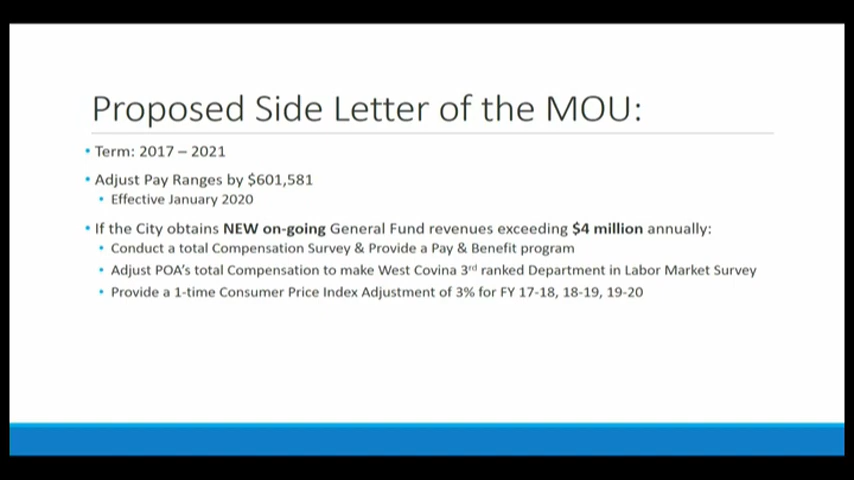 Proposed Side Letter of the MOU:
• Term: 2017 – 2021
• Adjust Pay Ranges by $601,581
• Effective January 2020
• If the City obtains NEW on-going General Fund revenues exceeding $4 million annually:
• Conduct a total Compensation Survey & Provide a Pay & Benefit program
• Adjust POA's total Compensation to make West Covina 3rd ranked Department in Labor Market Survey
• Provide a 1-time Consumer Price Index Adjustment of 3% for FY 17-18, 18-19, 19-20